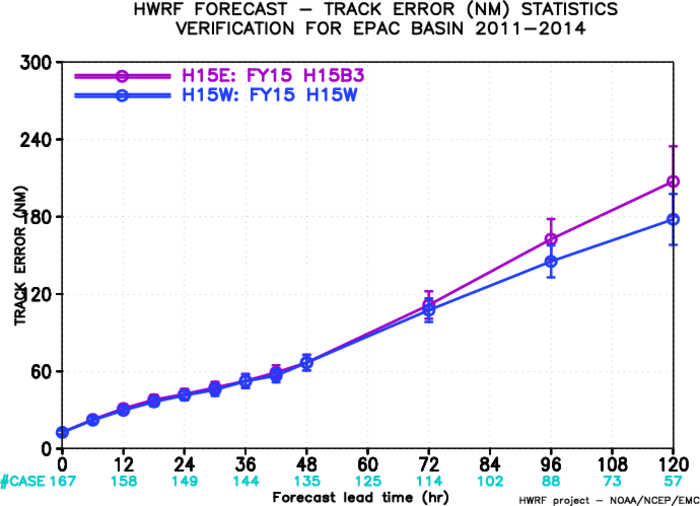 HWRF FORECAST – TRACK ERROR (NM) STATISTICS
VERIFICATION FOR EPAC BASIN 2011–2014
H15E: FY15 H15B3
H15W: FY15 H15W
TRACK ERROR (NM)
300
240
180
120
60
0
0 12 24 36 48 60 72 84 96 108 120
#CASE 167 158 149 144 135 125 114 102 88 73 57
Forecast lead time (hr)
HWRF project – NOAA/NCEP/EMC